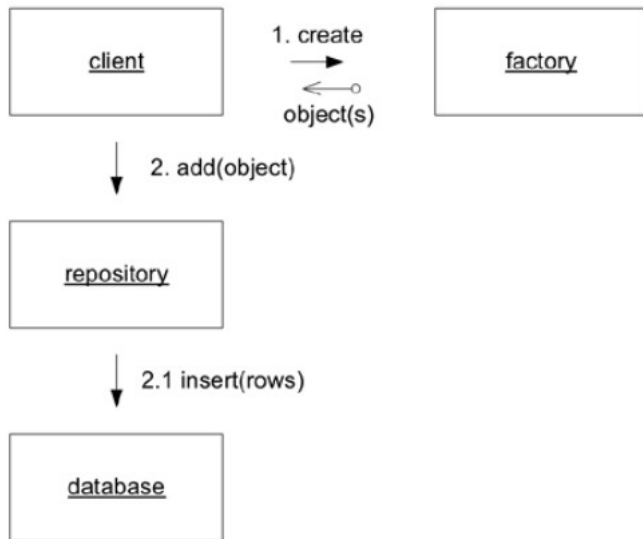 client
1. create
factory
object(s)
2. add(object)
repository
2.1 insert(rows)
database